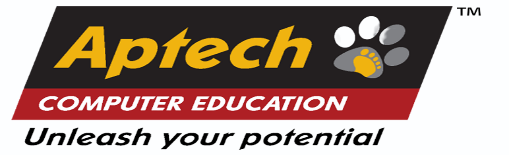 Aptech ™
COMPUTER EDUCATION
Unleash your potential